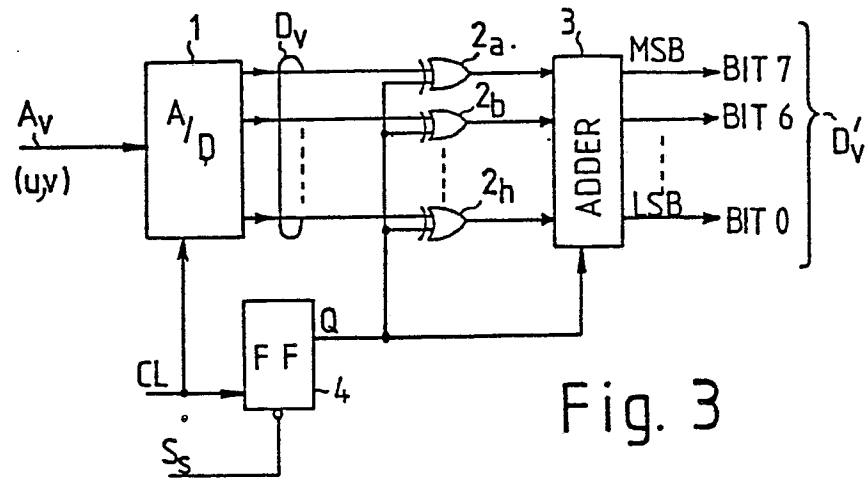 1
Dv
2a.
3
MSB
BIT 7
Av
(u,v)
A/D
2b
ADDER
BIT 6
Dv'
2h
LSB
BIT 0
CL
FF
Q
4
Ss
Fig. 3